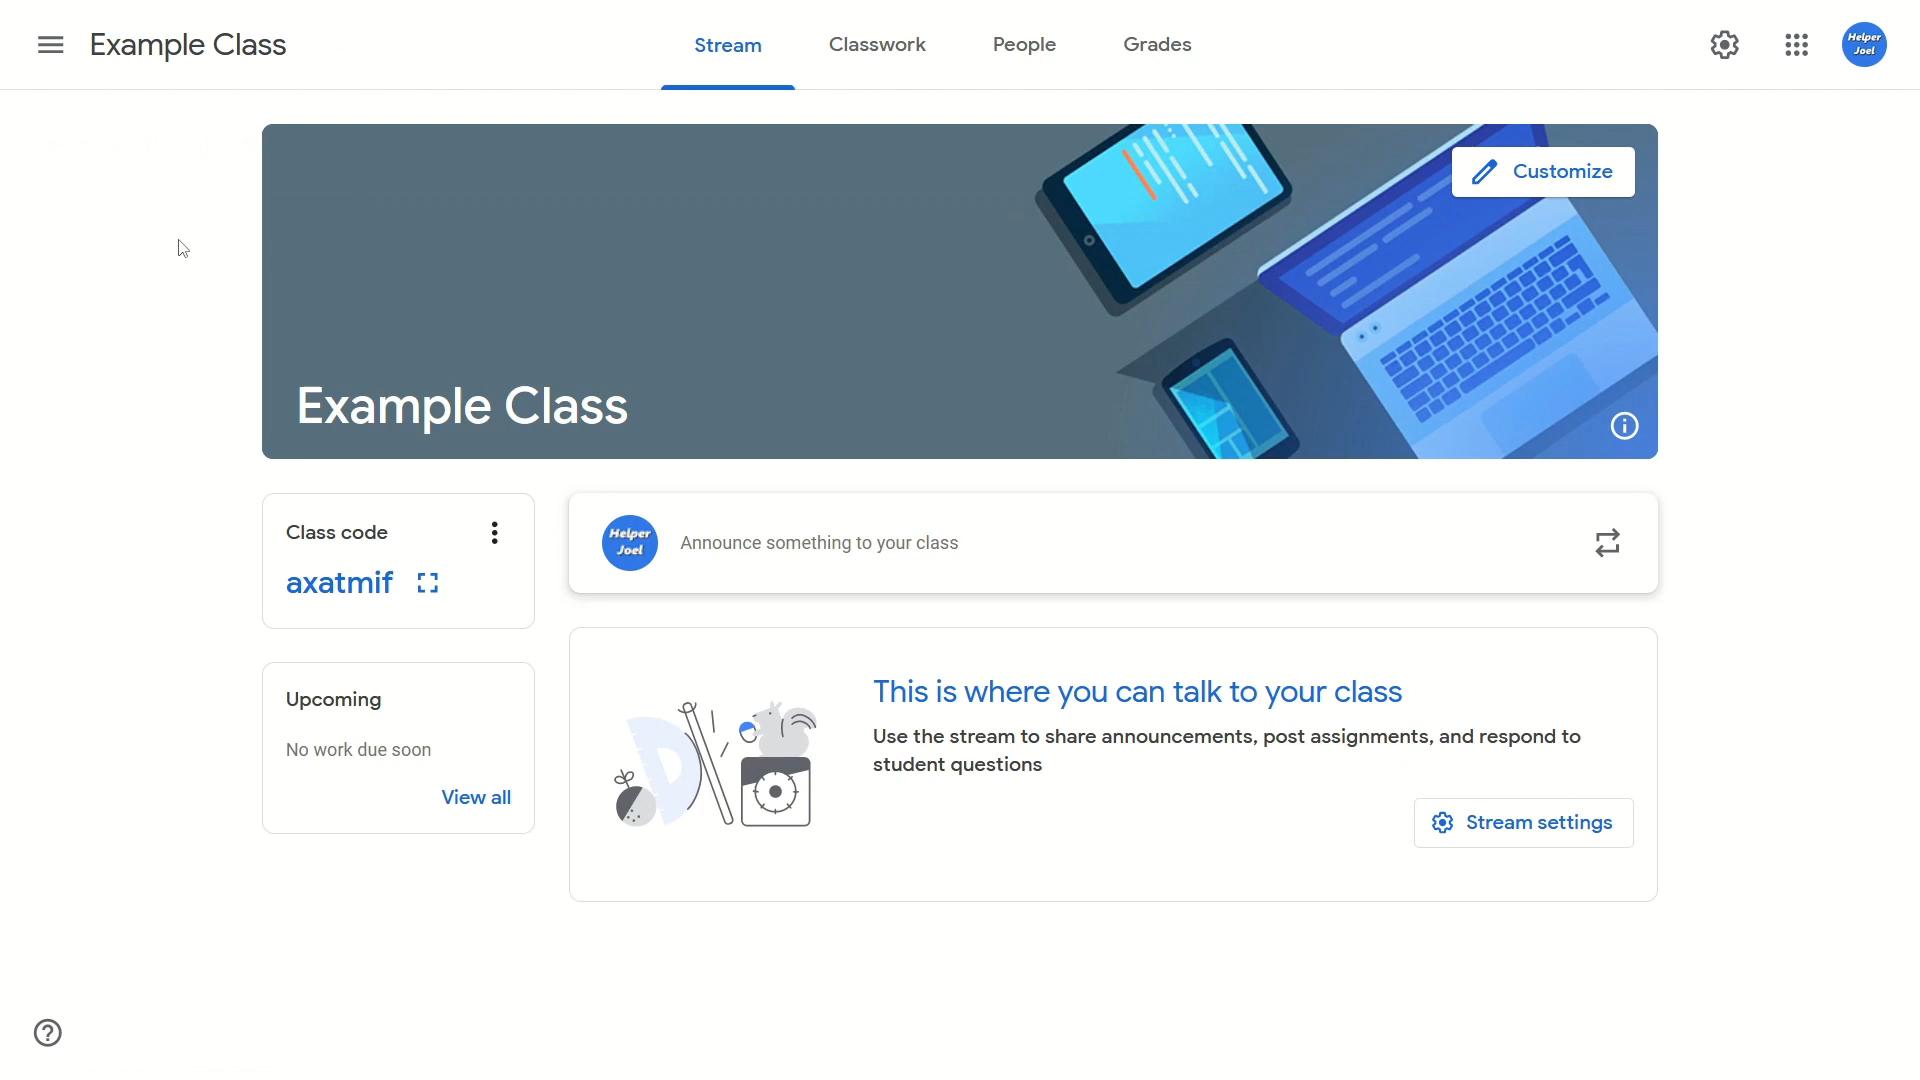 Example Class
Stream
Classwork
People
Grades
Helper
Joel
Customize
Example Class
Class code
axatmif
Helper
Joel
Announce something to your class
Upcoming
No work due soon
View all
This is where you can talk to your class
Use the stream to share announcements, post assignments, and respond to
student questions
Stream settings